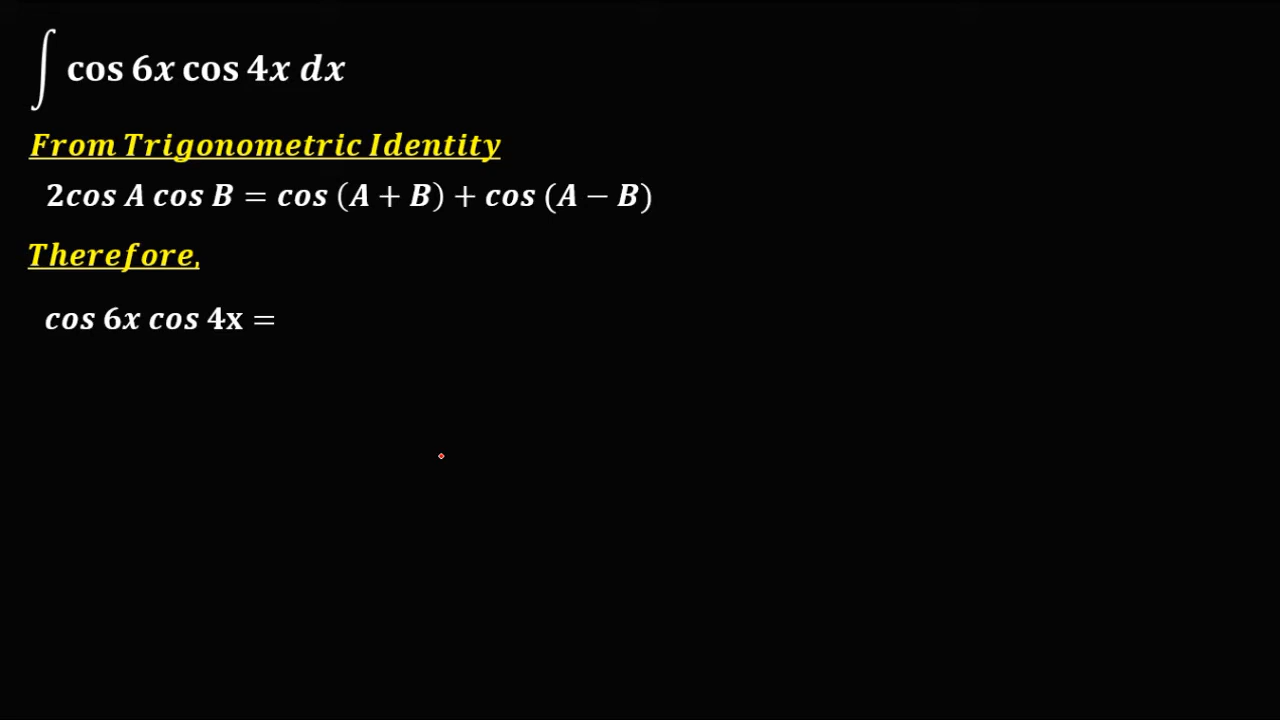 ∫ cos 6x cos 4x dx
From Trigonometric Identity
2cos A cos B = cos (A + B) + cos (A − B)
Therefore,
cos 6x cos 4x =